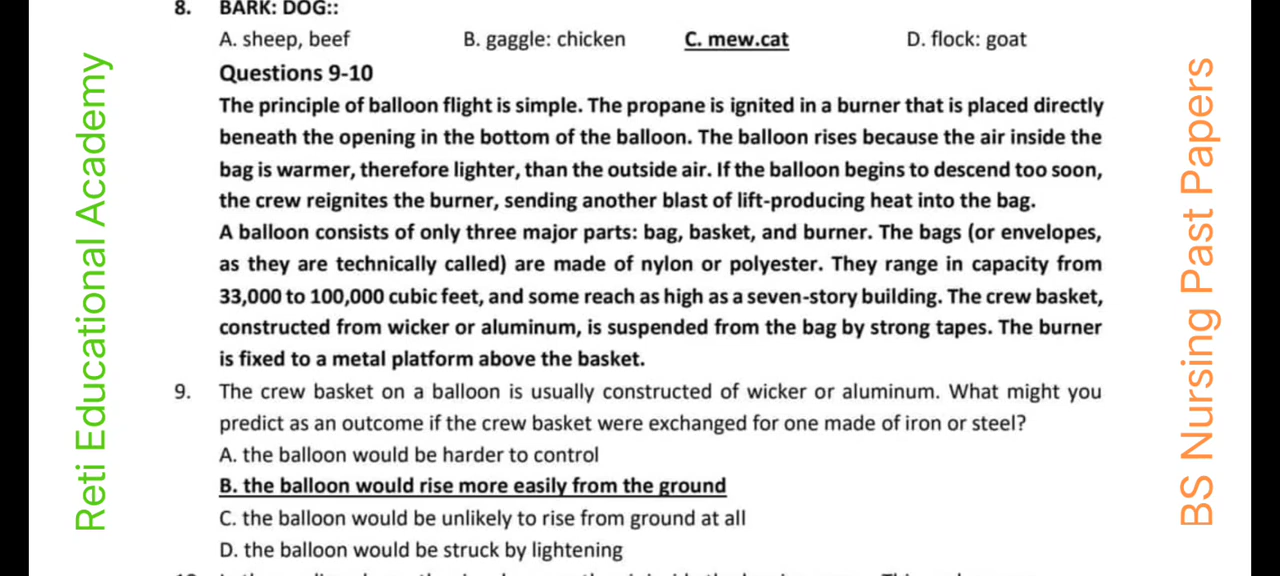 8. BARK: DOG::
A. sheep, beef B. gaggle: chicken C. mew.cat D. flock: goat
Questions 9-10
The principle of balloon flight is simple. The propane is ignited in a burner that is placed directly
beneath the opening in the bottom of the balloon. The balloon rises because the air inside the
bag is warmer, therefore lighter, than the outside air. If the balloon begins to descend too soon,
the crew reignites the burner, sending another blast of lift-producing heat into the bag.
A balloon consists of only three major parts: bag, basket, and burner. The bags (or envelopes,
as they are technically called) are made of nylon or polyester. They range in capacity from
33,000 to 100,000 cubic feet, and some reach as high as a seven-story building. The crew basket,
constructed from wicker or aluminum, is suspended from the bag by strong tapes. The burner
is fixed to a metal platform above the basket.
9. The crew basket on a balloon is usually constructed of wicker or aluminum. What might you
predict as an outcome if the crew basket were exchanged for one made of iron or steel?
A. the balloon would be harder to control
B. the balloon would rise more easily from the ground
C. the balloon would be unlikely to rise from ground at all
D. the balloon would be struck by lightening
Reti Educational Academy
BS Nursing Past Papers